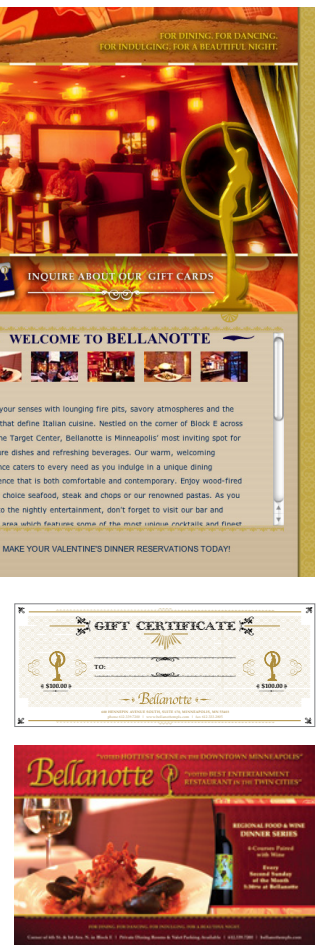 FOR DINING. FOR DANCING.
FOR INDULGING. FOR A BEAUTIFUL NIGHT.
INQUIRE ABOUT OUR GIFT CARDS
WELCOME TO BELLANOTTE
your senses with lounging fire pits, savory atmospheres and the
that define Italian cuisine. Nestled on the corner of Block E across
he Target Center, Bellanote is Minneapolis' most inviting spot for
ure dishes and refreshing beverages. Our warm, welcoming
nce caters to every need as you indulge in a unique dining
ence that is both comfortable and contemporary. Enjoy wood-fired
choice seafood, steak and chops or our renowned pastas. As you
to the nightly entertainment, don't forget to visit our bar and
area which features some of the most unique cocktails and finest
MAKE YOUR VALENTINE'S DINNER RESERVATIONS TODAY!
GIFT CERTIFICATE
TO:
$100.00
$100.00
Bellanotte
"VOTED HOTTEST SCENE IN THE DOWNTOWN MINNEAPOLIS"
Bellanotte
"VOTED BEST ENTERTAINMENT
RESTAURANT IN THE TWIN CITIES"
REGIONAL FOOD & WINE
DINNER SERIES
6-Courses Paired
with Wine
Every
Second Sunday
of the Month
5:30pm at Bellanotte
FOR DINING. FOR DANCING. FOR INDULGING. FOR A BEAUTIFUL NIGHT.